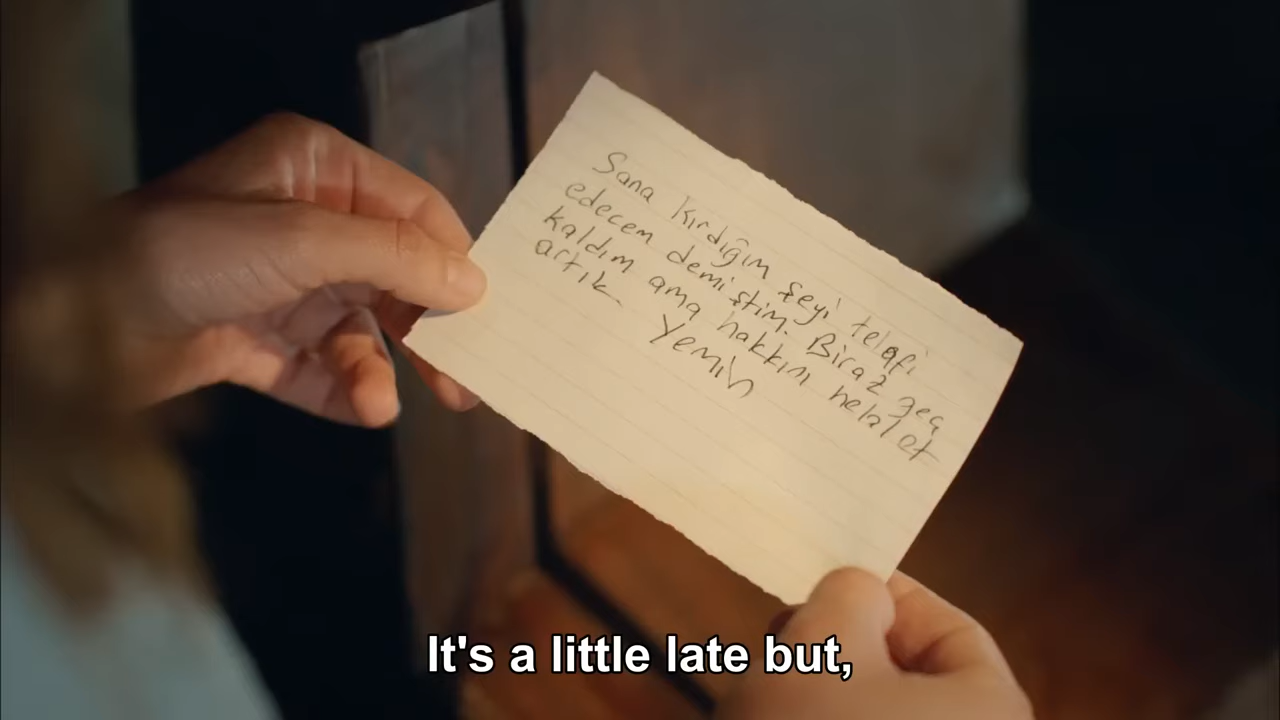 Sana kırdığım şeyi telafi
edecem demiştim. Biraz geç
kaldım ama hakkını helal et
artık
Yemin
It's a little late but,